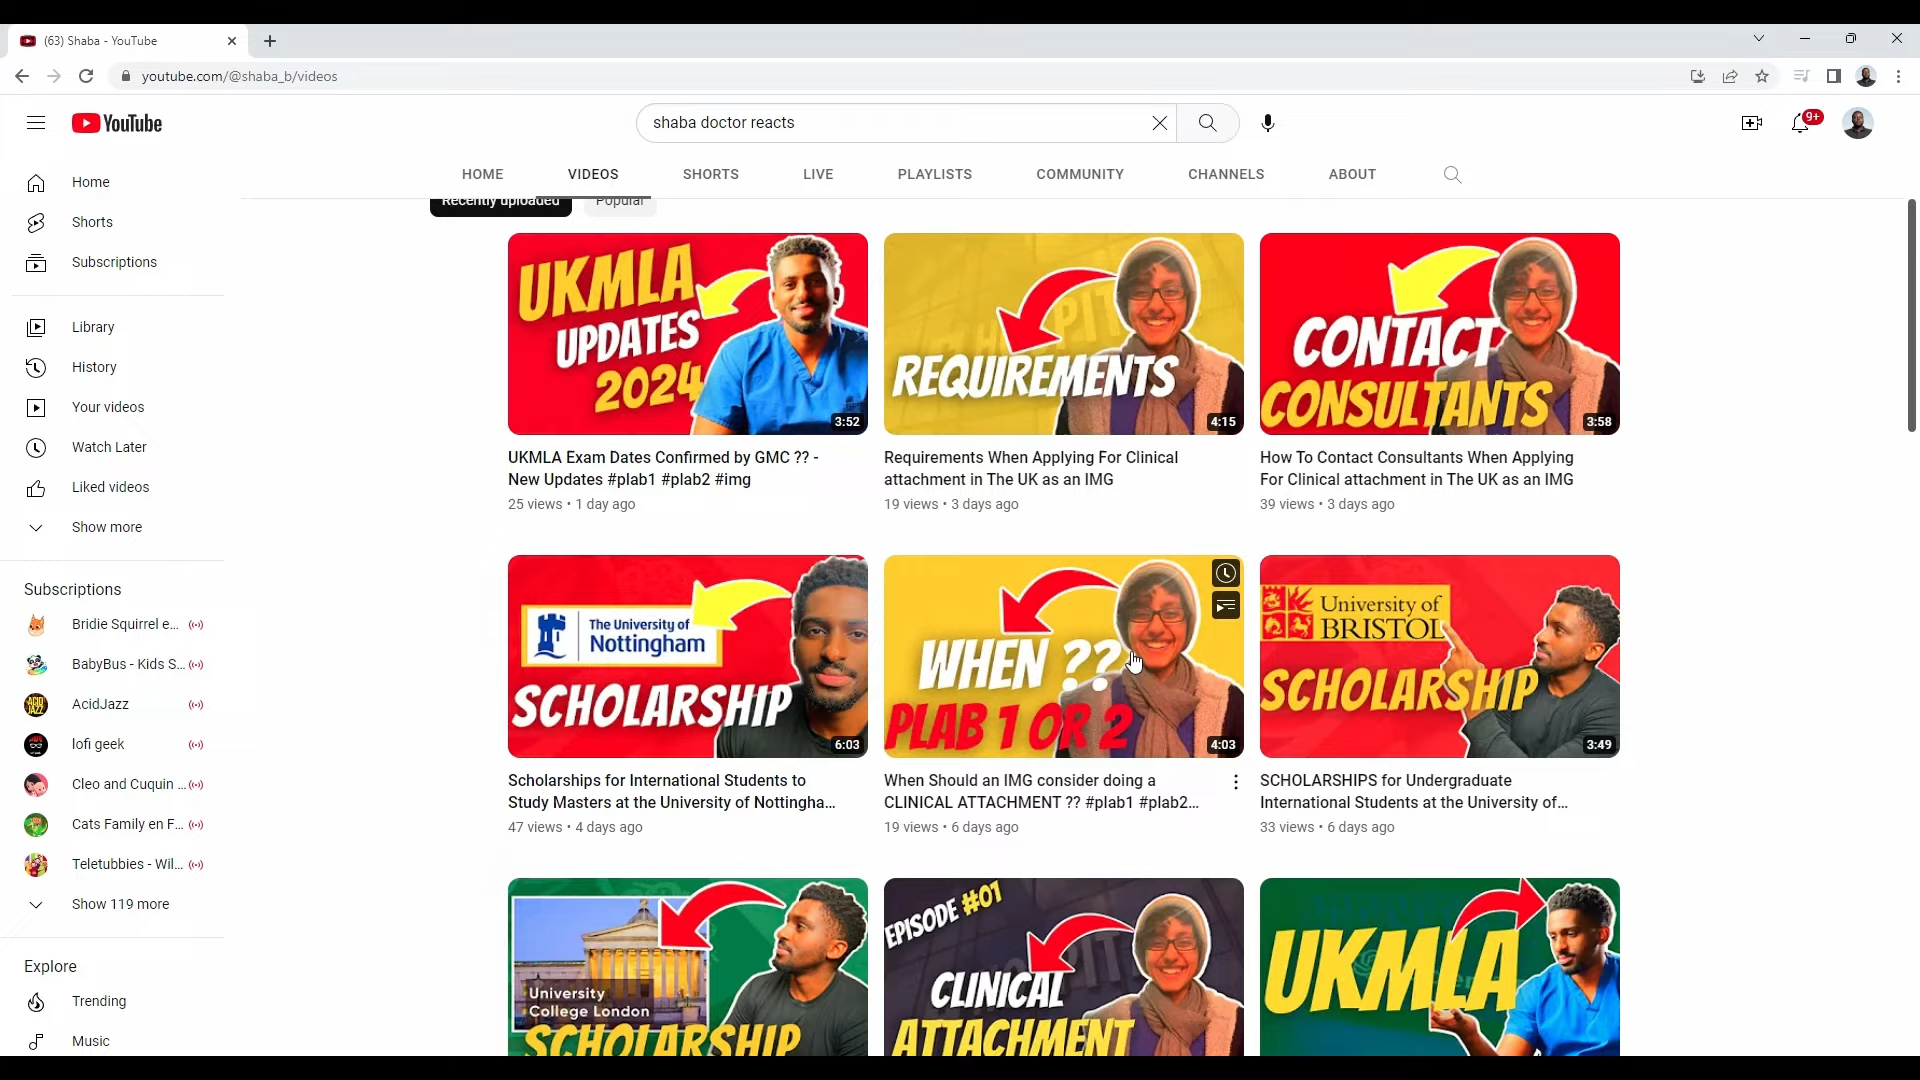 (63) Shaba - YouTube
youtube.com/@shaba_b/videos
YouTube
shaba doctor reacts
9+
HOME VIDEOS SHORTS LIVE PLAYLISTS COMMUNITY CHANNELS ABOUT
Recently uploaded Popular
Home
Shorts
Subscriptions
Library
History
Your videos
Watch Later
Liked videos
Show more
Subscriptions
Bridie Squirrel e...
BabyBus - Kids S...
AcidJazz
lofi geek
Cleo and Cuquin ...
Cats Family en F...
Teletubbies - Wil...
Show 119 more
Explore
Trending
Music
UKMLA
UPDATES
2024
3:52
UKMLA Exam Dates Confirmed by GMC ?? -
New Updates #plab1 #plab2 #img
25 views • 1 day ago
REQUIREMENTS
4:15
Requirements When Applying For Clinical
attachment in The UK as an IMG
19 views • 3 days ago
CONTACT
CONSULTANTS
3:58
How To Contact Consultants When Applying
For Clinical attachment in The UK as an IMG
39 views • 3 days ago
The University of
Nottingham
SCHOLARSHIP
6:03
Scholarships for International Students to
Study Masters at the University of Nottingha...
47 views • 4 days ago
WHEN ??
PLAB 1 OR 2
4:03
When Should an IMG consider doing a
CLINICAL ATTACHMENT ?? #plab1 #plab2...
19 views • 6 days ago
University of
BRISTOL
SCHOLARSHIP
3:49
SCHOLARSHIPS for Undergraduate
International Students at the University of...
33 views • 6 days ago
University
College London
SCHOLARSHIP
EPISODE #01
CLINICAL
ATTACHMENT
UKMLA